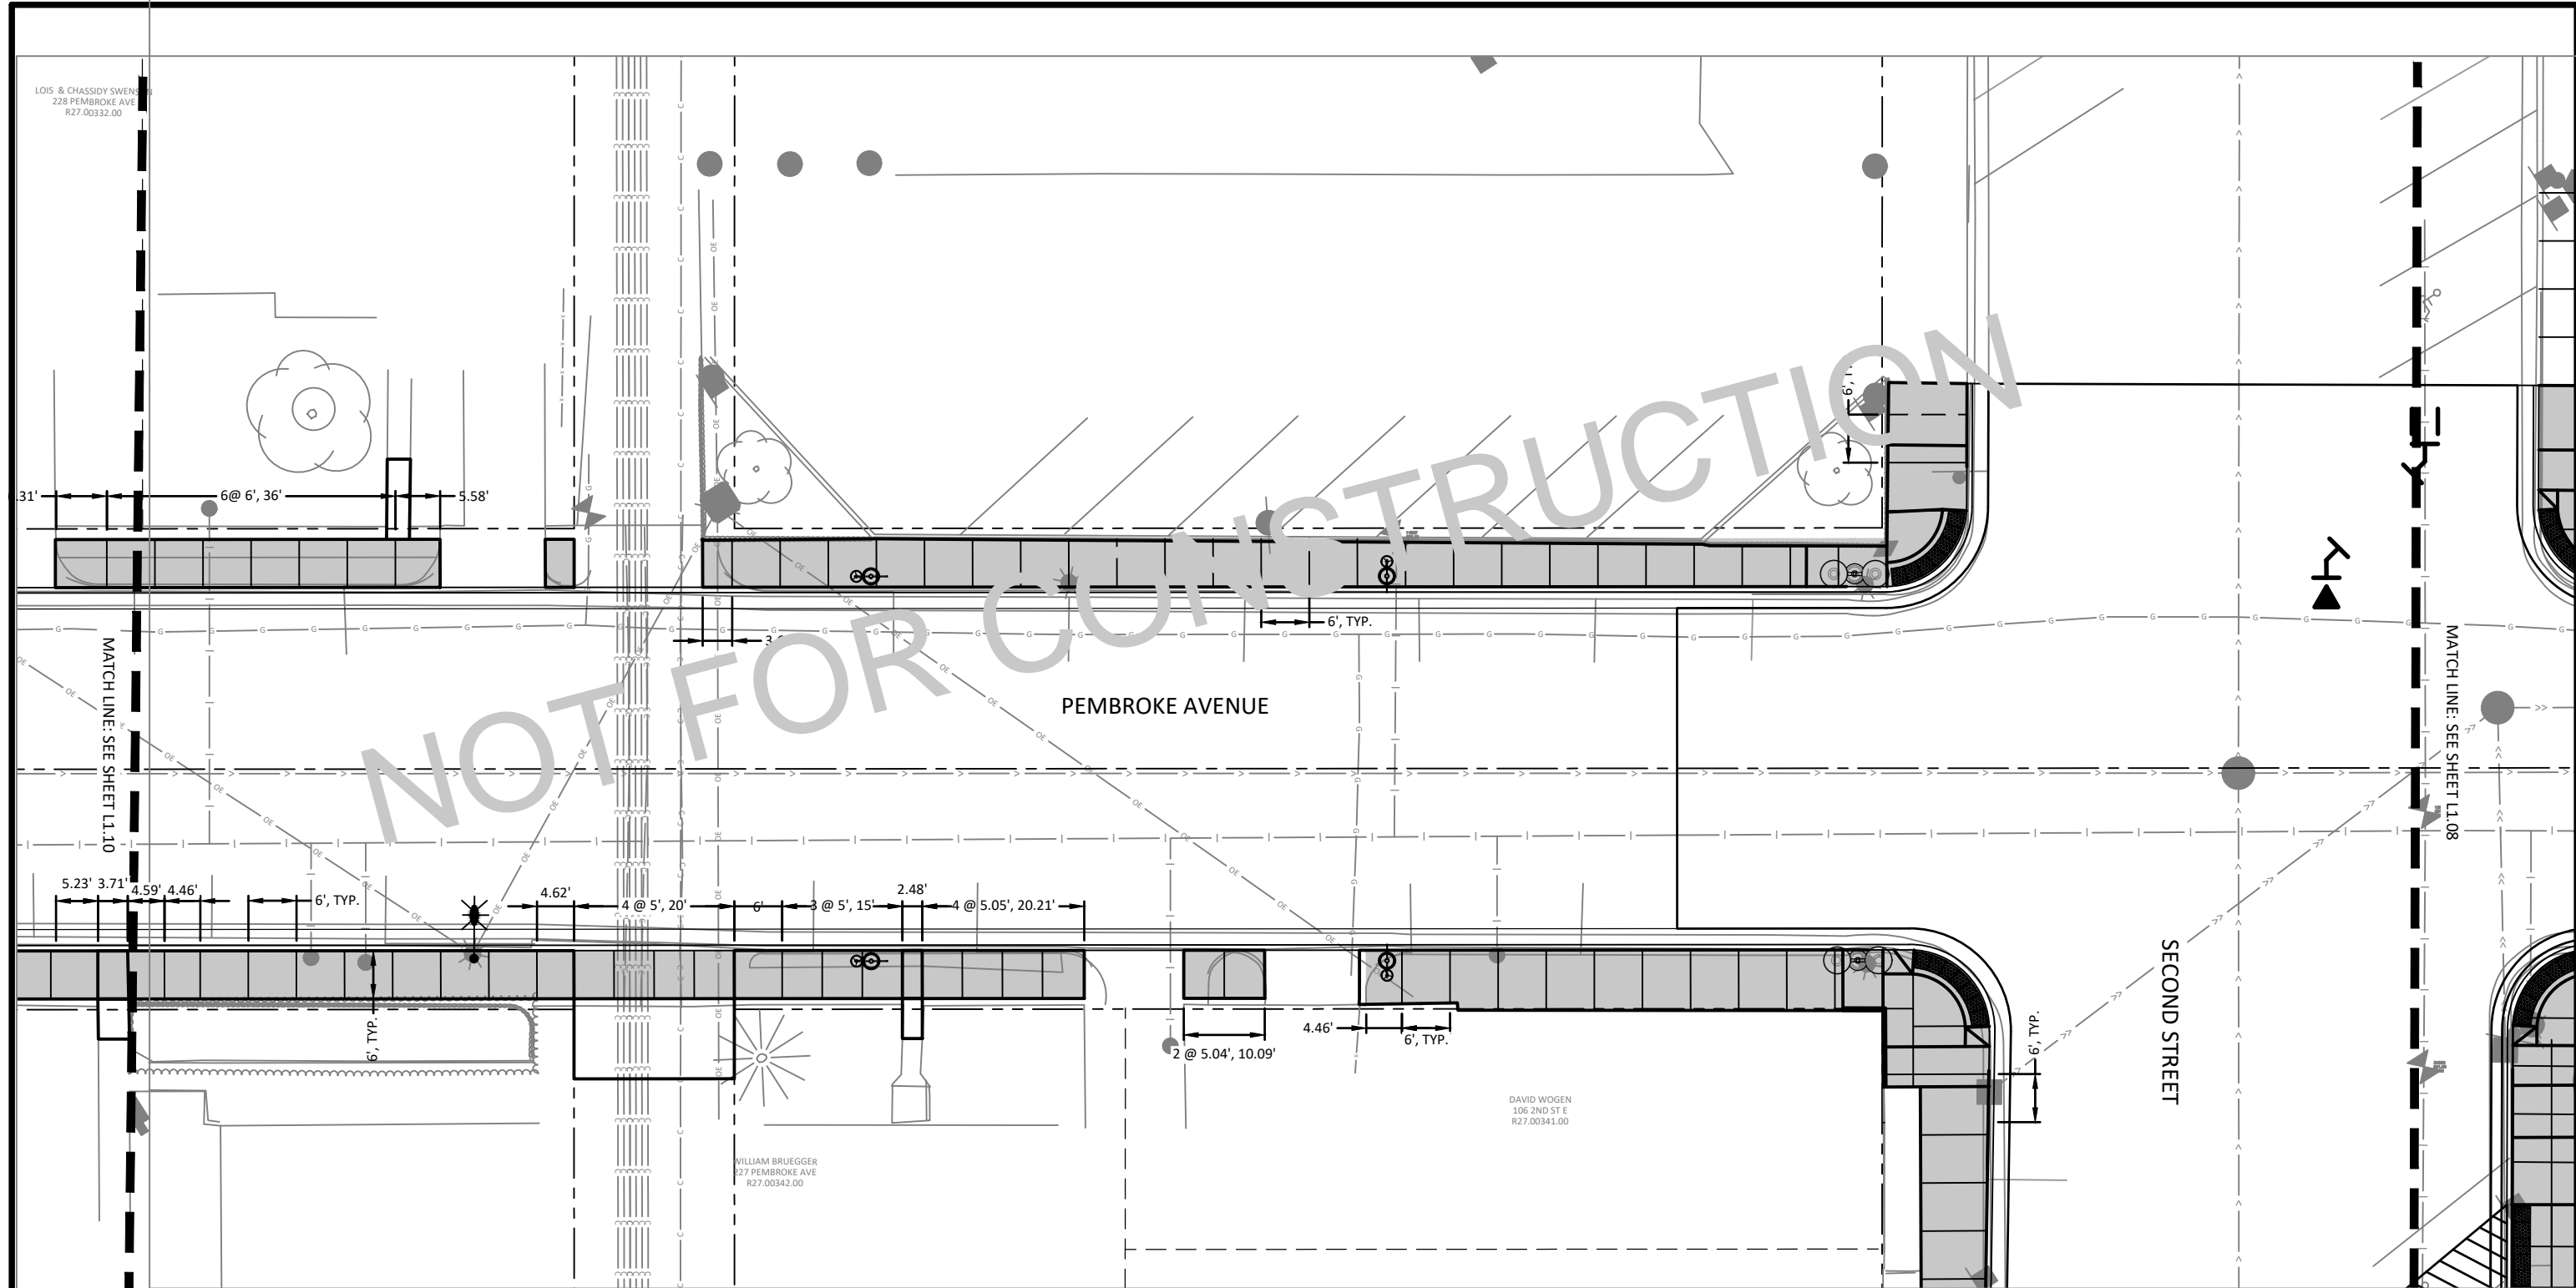 LOIS & CHASSIDY SWENSEN
228 PEMBROKE AVE
R27.00332.00
6@ 6', 36'
5.58'
6', TYP.
NOT FOR CONSTRUCTION
PEMBROKE AVENUE
MATCH LINE: SEE SHEET L1.10
MATCH LINE: SEE SHEET L1.08
5.23' 3.71' 4.59' 4.46'
6', TYP.
4.62'
4 @ 5', 20'
6'
3 @ 5', 15'
2.48'
4 @ 5.05', 20.21'
6', TYP.
2 @ 5.04', 10.09'
4.46'
6', TYP.
6', TYP.
SECOND STREET
DAVID WOGEN
106 2ND ST E
R27.00341.00
WILLIAM BRUEGGER
227 PEMBROKE AVE
R27.00342.00